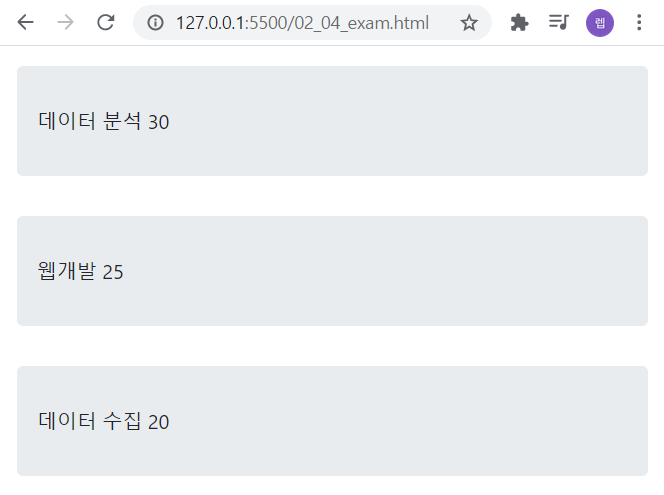 127.0.0.1:5500/02_04_exam.html
렙
데이터 분석 30
웹개발 25
데이터 수집 20